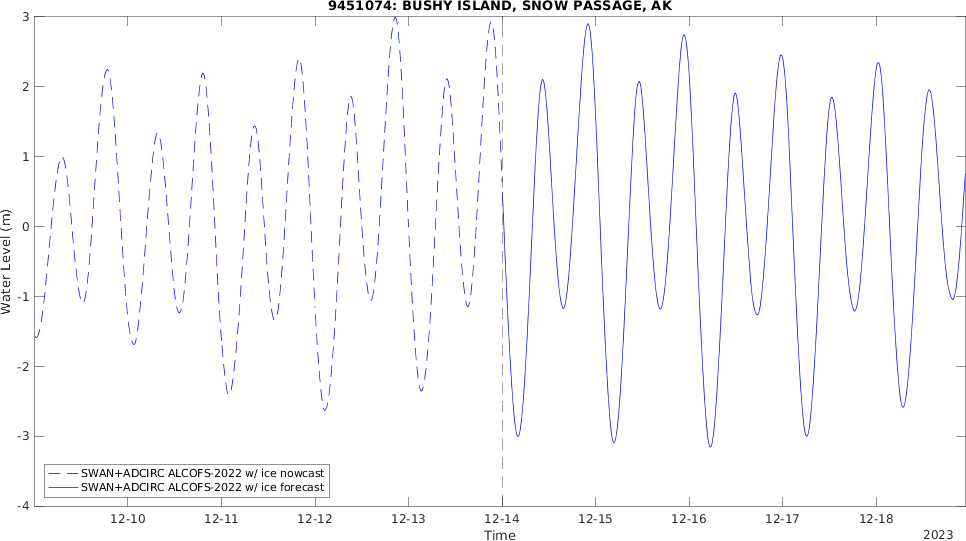 9451074: BUSHY ISLAND, SNOW PASSAGE, AK
3
2
1
0
-1
-2
-3
-4
Water Level (m)
SWAN+ADCIRC ALCOFS-2022 w/ ice nowcast
SWAN+ADCIRC ALCOFS-2022 w/ ice forecast
12-10 12-11 12-12 12-13 12-14 12-15 12-16 12-17 12-18
Time
2023